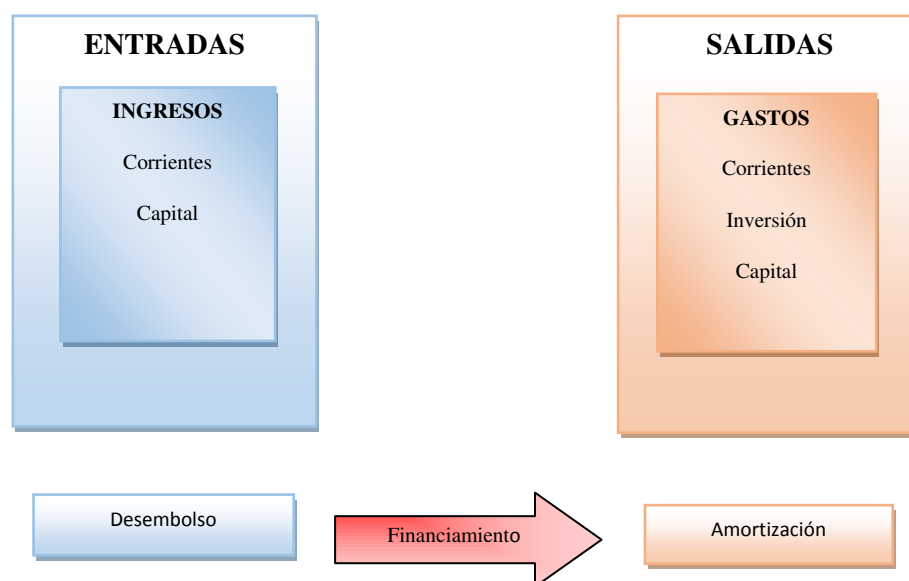 ENTRADAS
INGRESOS
Corrientes
Capital
SALIDAS
GASTOS
Corrientes
Inversión
Capital
Desembolso
Financiamiento
Amortización